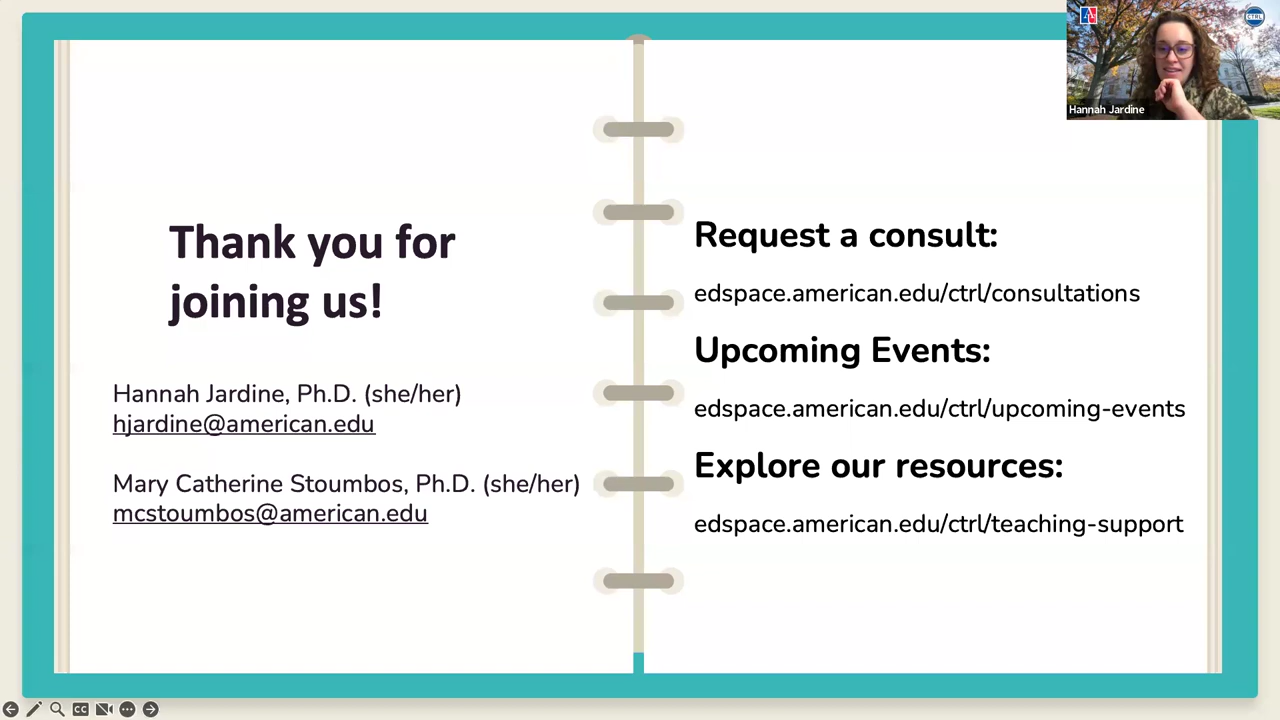 Thank you for
joining us!
Hannah Jardine, Ph.D. (she/her)
hjardine@american.edu
Mary Catherine Stoumbos, Ph.D. (she/her)
mcstoumbos@american.edu
Request a consult:
edspace.american.edu/ctrl/consultations
Upcoming Events:
edspace.american.edu/ctrl/upcoming-events
Explore our resources:
edspace.american.edu/ctrl/teaching-support
CTRL
Hannah Jardine
CC